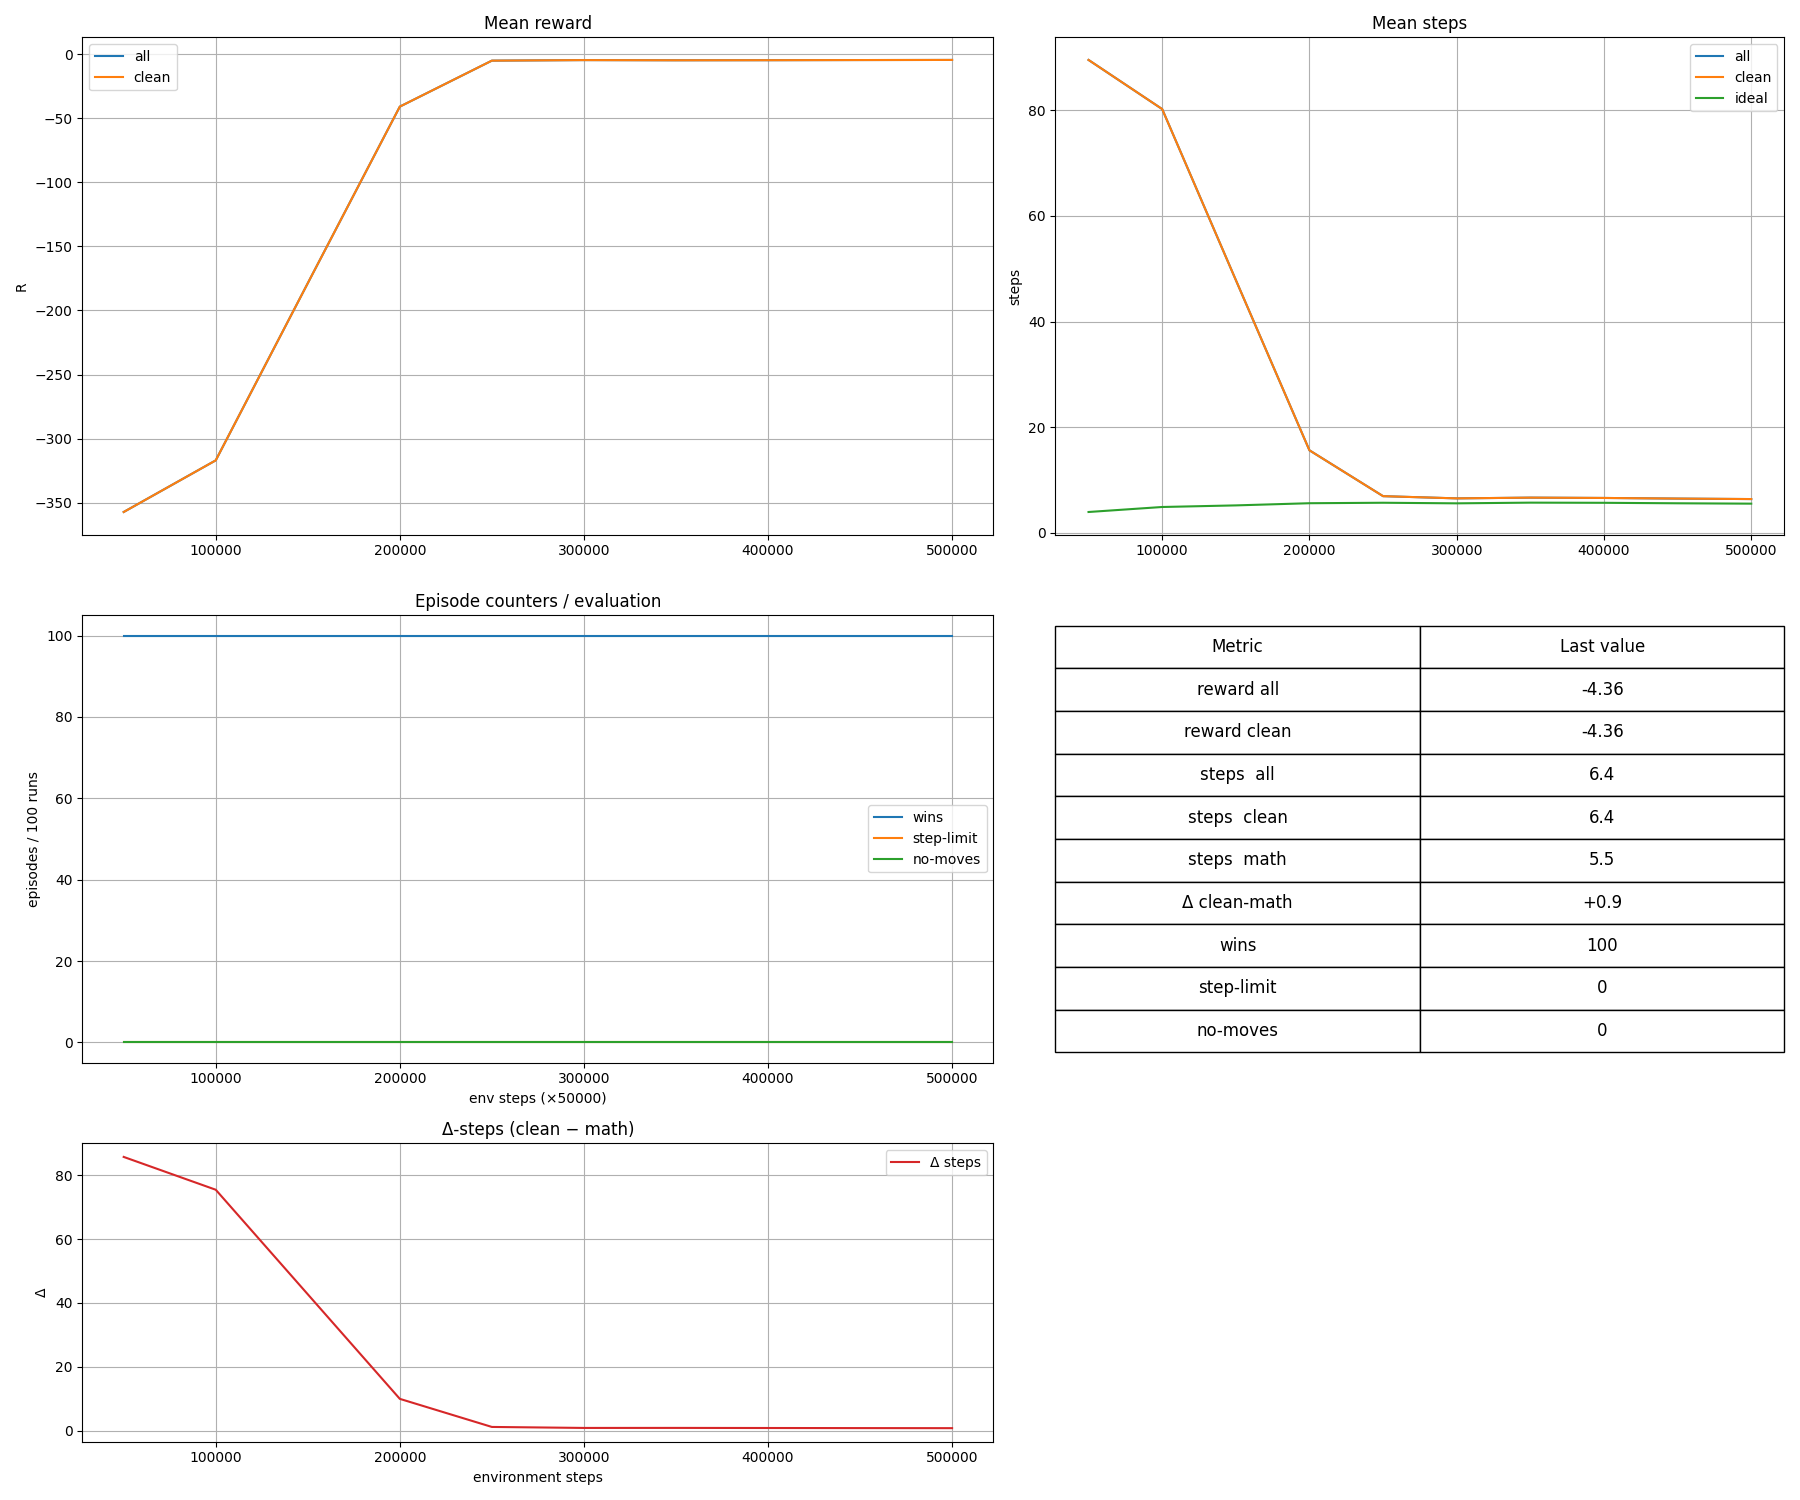 Mean reward
all
clean
0
−50
−100
−150
−200
−250
−300
−350
R
100000 200000 300000 400000 500000
Mean steps
all
clean
ideal
80
60
40
20
0
steps
100000 200000 300000 400000 500000
Episode counters / evaluation
100
80
60
40
20
0
episodes / 100 runs
wins
step-limit
no-moves
100000 200000 300000 400000 500000
env steps (×50000)
Metric Last value
reward all -4.36
reward clean -4.36
steps  all 6.4
steps  clean 6.4
steps  math 5.5
Δ clean-math +0.9
wins 100
step-limit 0
no-moves 0
Δ-steps (clean − math)
Δ steps
80
60
40
20
0
Δ
100000 200000 300000 400000 500000
environment steps